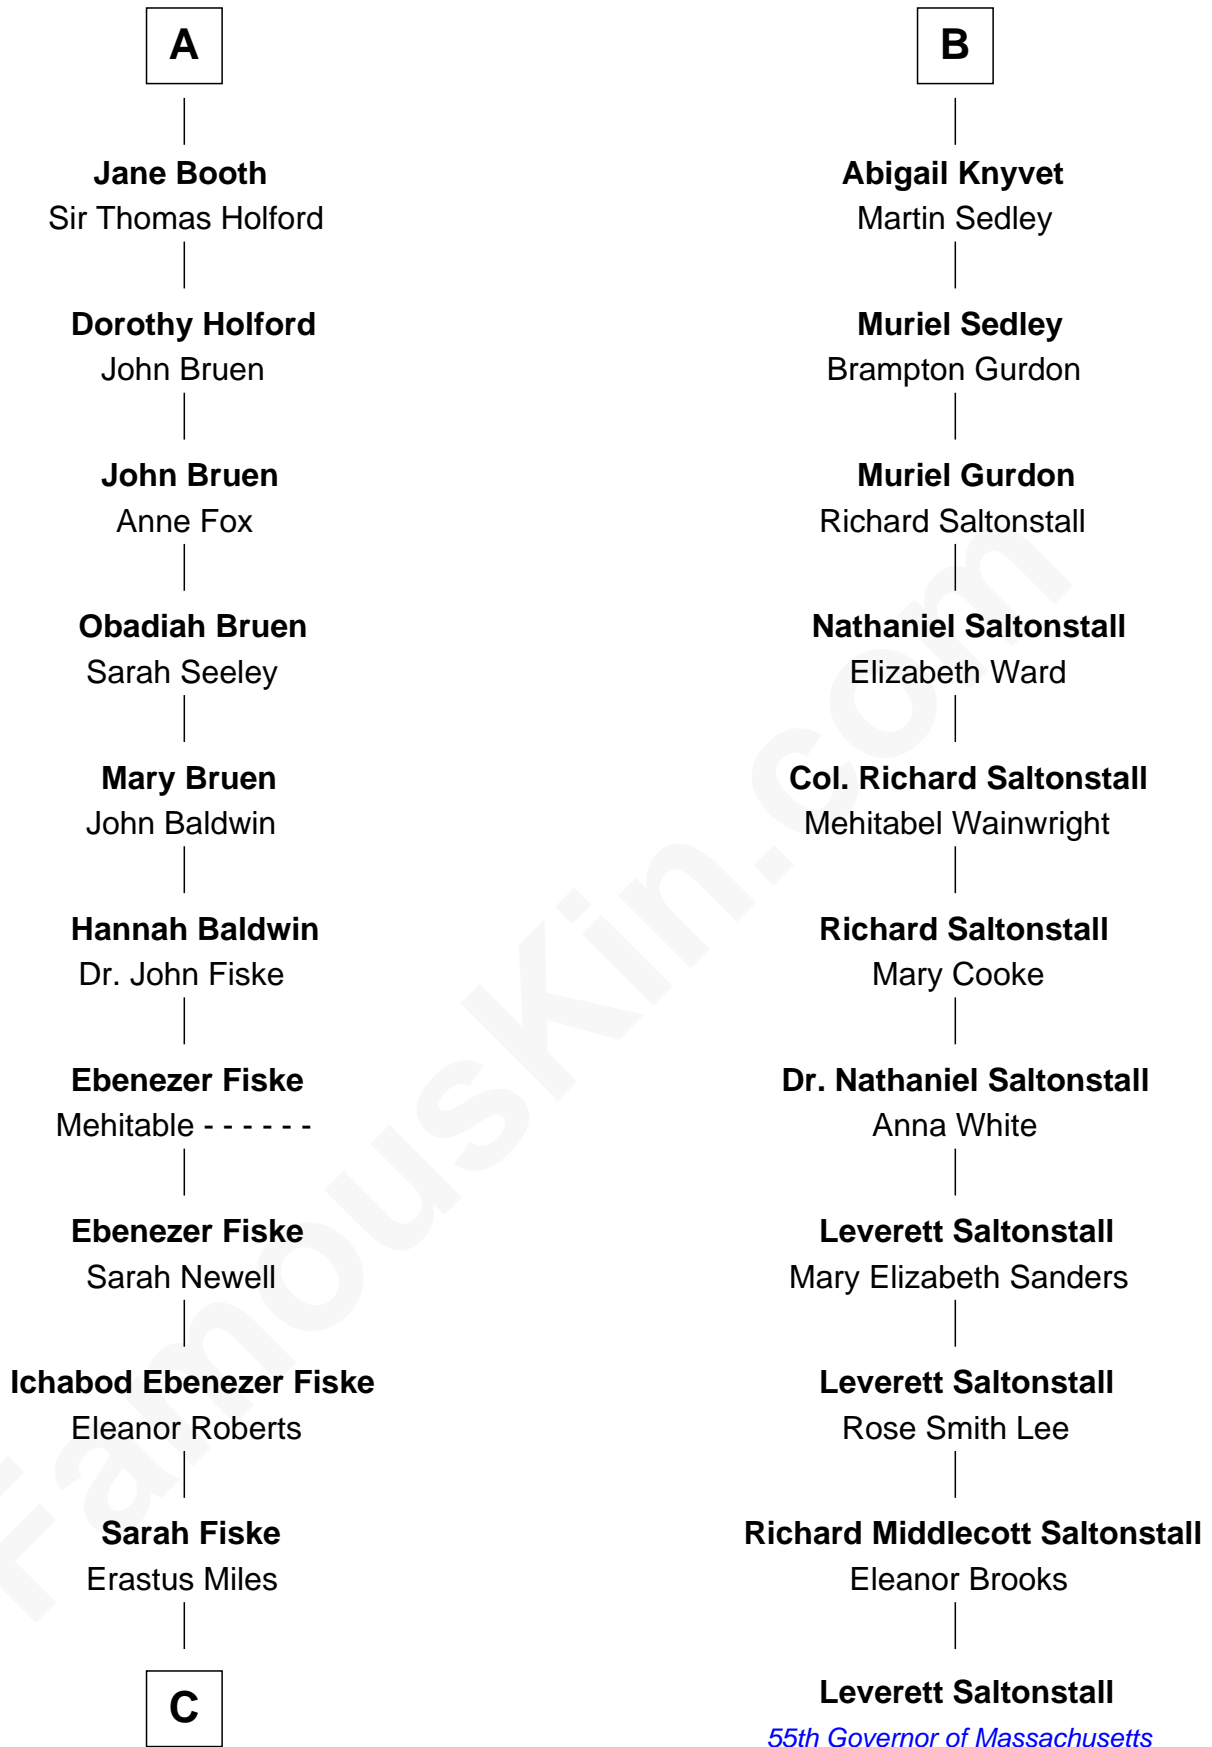 A
Jane Booth
Sir Thomas Holford
Dorothy Holford
John Bruen
John Bruen
Anne Fox
Obadiah Bruen
Sarah Seeley
Mary Bruen
John Baldwin
Hannah Baldwin
Dr. John Fiske
Ebenezer Fiske
Mehitable - - - - - -
Ebenezer Fiske
Sarah Newell
Ichabod Ebenezer Fiske
Eleanor Roberts
Sarah Fiske
Erastus Miles
C
B
Abigail Knyvet
Martin Sedley
Muriel Sedley
Brampton Gurdon
Muriel Gurdon
Richard Saltonstall
Nathaniel Saltonstall
Elizabeth Ward
Col. Richard Saltonstall
Mehitabel Wainwright
Richard Saltonstall
Mary Cooke
Dr. Nathaniel Saltonstall
Anna White
Leverett Saltonstall
Mary Elizabeth Sanders
Leverett Saltonstall
Rose Smith Lee
Richard Middlecott Saltonstall
Eleanor Brooks
Leverett Saltonstall
55th Governor of Massachusetts
FamousKin.com